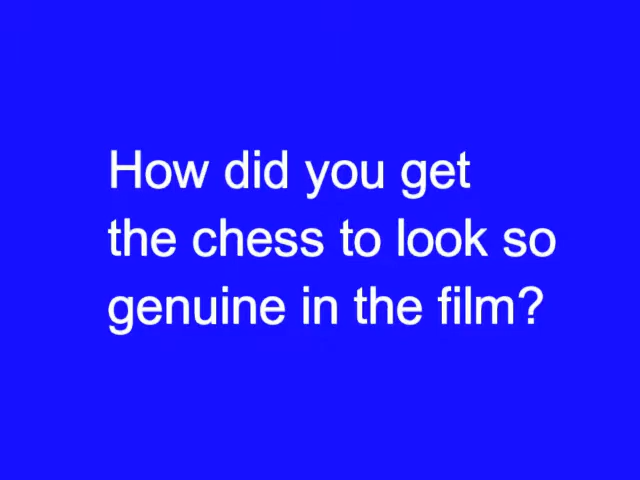 How did you get
the chess to look so
genuine in the film?